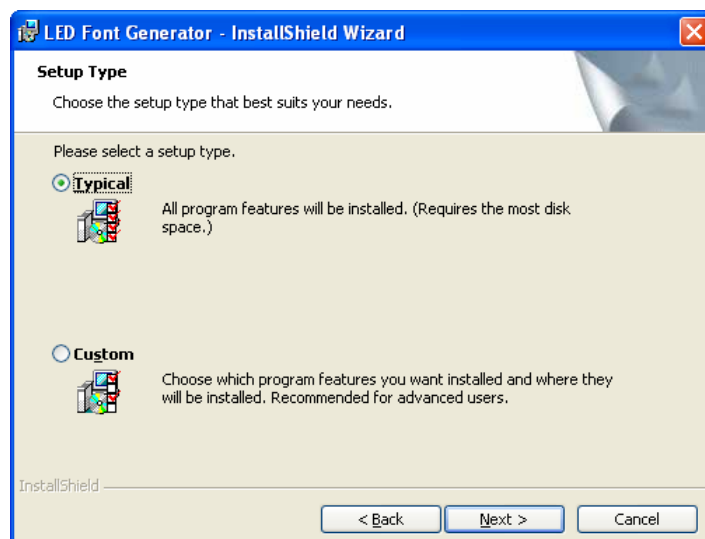 LED Font Generator - InstallShield Wizard
Setup Type
Choose the setup type that best suits your needs.
Please select a setup type.
Typical
All program features will be installed. (Requires the most disk
space.)
Custom
Choose which program features you want installed and where they
will be installed. Recommended for advanced users.
InstallShield
< Back
Next >
Cancel